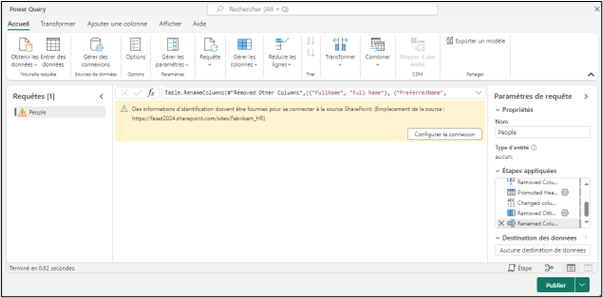 Power Query
Rechercher (Alt + Q)
Accueil Transformer Ajouter une colonne Afficher Aide
Obtenir les données
Entrer des données
Gérer des connexions
Options
Gérer des paramètres
Requête
Gérer les colonnes
Réduire les lignes
Transformer
Combiner
Mapper à une entité
Exporter un modèle
Nouvelle requête
Sources de données
Options
Paramètres
Trier
CDM
Partager
Requêtes [1]
People
fx Table.RenameColumns(#"Removed Other Columns",{{"FullName", "Full Name"}, {"PreferredName",
Des informations d'identification doivent être fournies pour se connecter à la source SharePoint. (Emplacement de la source :
https://faiad2024.sharepoint.com/sites/Fabrikam_HR)
Configurer la connexion
Paramètres de requête
Propriétés
Nom
People
Type d'entité
aucun.
Étapes appliquées
Removed Colu...
Promoted Hea...
ABC
123
Changed colu...
Removed Oth...
Renamed Colu...
Destination des données
Aucune destination de données
Terminé en 0.62 secondes.
Étape
Publier